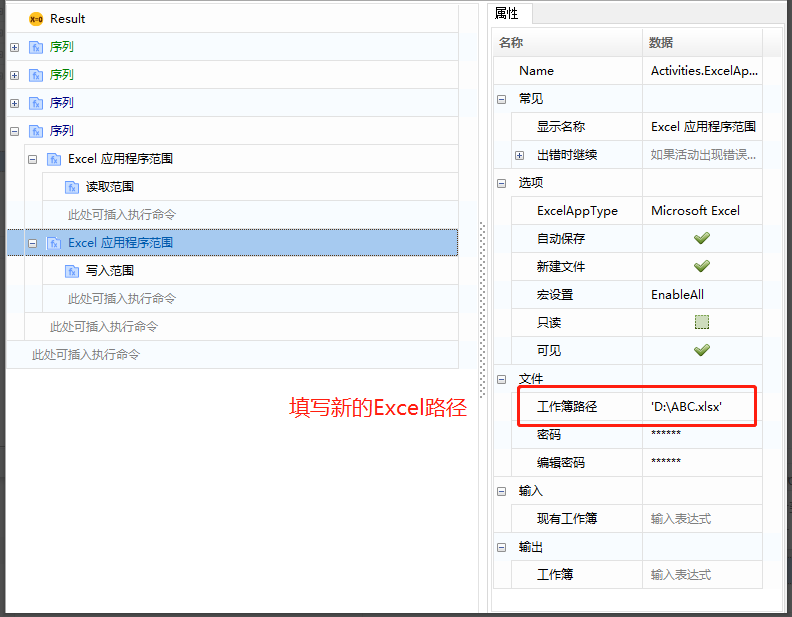 Result
序列
序列
序列
序列
Excel 应用程序范围
读取范围
此处可插入执行命令
Excel 应用程序范围
写入范围
此处可插入执行命令
此处可插入执行命令
此处可插入执行命令
填写新的Excel路径
属性
名称 数据
Name Activities.ExcelAp...
常见
显示名称 Excel 应用程序范围
出错时继续 如果活动出现错误...
选项
ExcelAppType Microsoft Excel
自动保存
新建文件
宏设置 EnableAll
只读
可见
文件
工作簿路径 'D:\ABC.xlsx'
密码 ******
编辑密码 ******
输入
现有工作簿 输入表达式
输出
工作簿 输入表达式